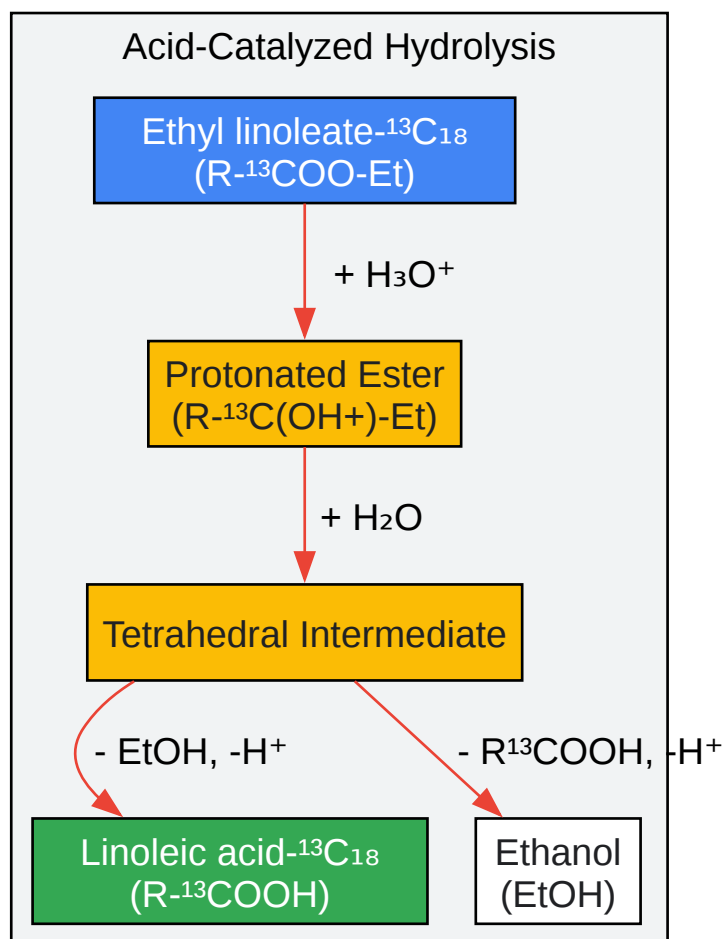 Acid-Catalyzed Hydrolysis
Ethyl linoleate-¹³C₁₈
(R-¹³COO-Et)
+ H₃O⁺
Protonated Ester
(R-¹³C(OH+)-Et)
+ H₂O
Tetrahedral Intermediate
- EtOH, -H⁺
- R¹³COOH, -H⁺
Linoleic acid-¹³C₁₈
(R-¹³COOH)
Ethanol
(EtOH)